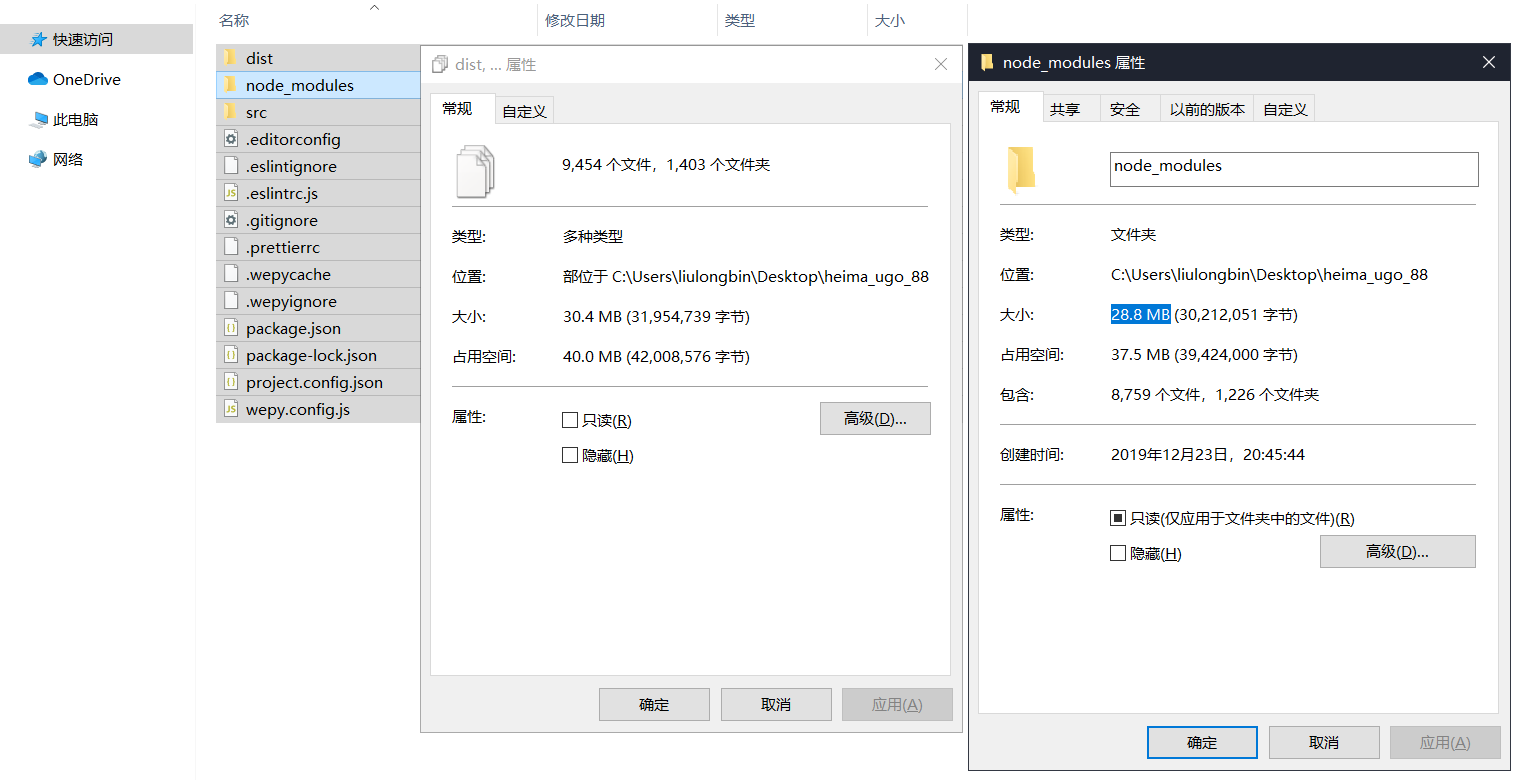 名称 修改日期 类型 大小
快速访问
OneDrive
此电脑
网络
dist
node_modules
src
.editorconfig
.eslintignore
.eslintrc.js
.gitignore
.prettierrc
.wepycache
.wepyignore
package.json
package-lock.json
project.config.json
wepy.config.js
dist, ... 属性
常规 自定义
9,454 个文件，1,403 个文件夹
类型: 多种类型
位置: 部位于 C:\Users\liulongbin\Desktop\heima_ugo_88
大小: 30.4 MB (31,954,739 字节)
占用空间: 40.0 MB (42,008,576 字节)
属性: 只读(R) 高级(D)...
隐藏(H)
确定 取消 应用(A)
node_modules 属性
常规 共享 安全 以前的版本 自定义
node_modules
类型: 文件夹
位置: C:\Users\liulongbin\Desktop\heima_ugo_88
大小: 28.8 MB (30,212,051 字节)
占用空间: 37.5 MB (39,424,000 字节)
包含: 8,759 个文件，1,226 个文件夹
创建时间: 2019年12月23日，20:45:44
属性: 只读(仅应用于文件夹中的文件)(R)
隐藏(H) 高级(D)...
确定 取消 应用(A)